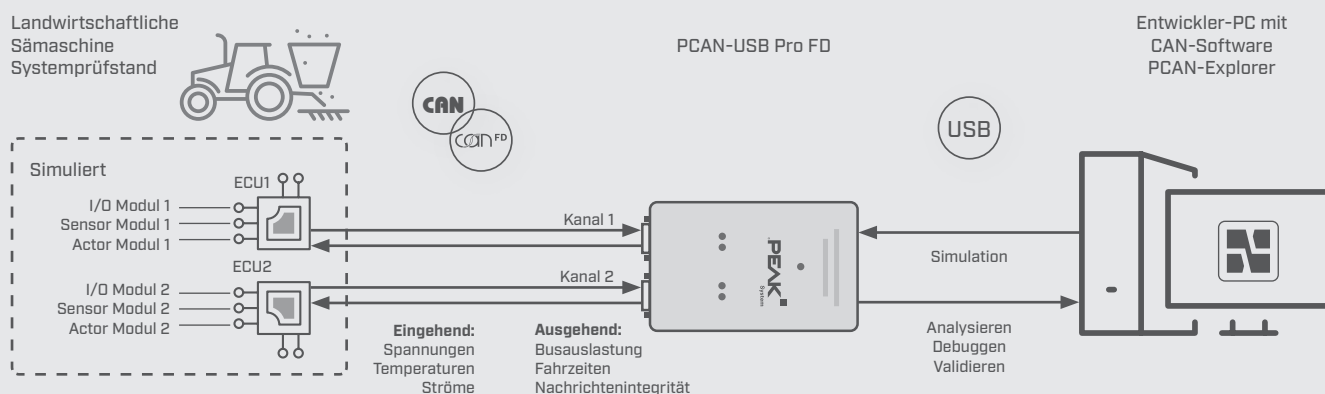 Landwirtschaftliche
Sämaschine
Systemprüfstand
PCAN-USB Pro FD
Entwickler-PC mit
CAN-Software
PCAN-Explorer
CAN
CAN FD
USB
Simuliert
ECU1
I/O Modul 1
Sensor Modul 1
Actor Modul 1
ECU2
I/O Modul 2
Sensor Modul 2
Actor Modul 2
Kanal 1
Kanal 2
PEAK
System
Simulation
Eingehend:
Spannungen
Temperaturen
Ströme
Ausgehend:
Busauslastung
Fahrzeiten
Nachrichtenintegrität
Analysieren
Debuggen
Validieren